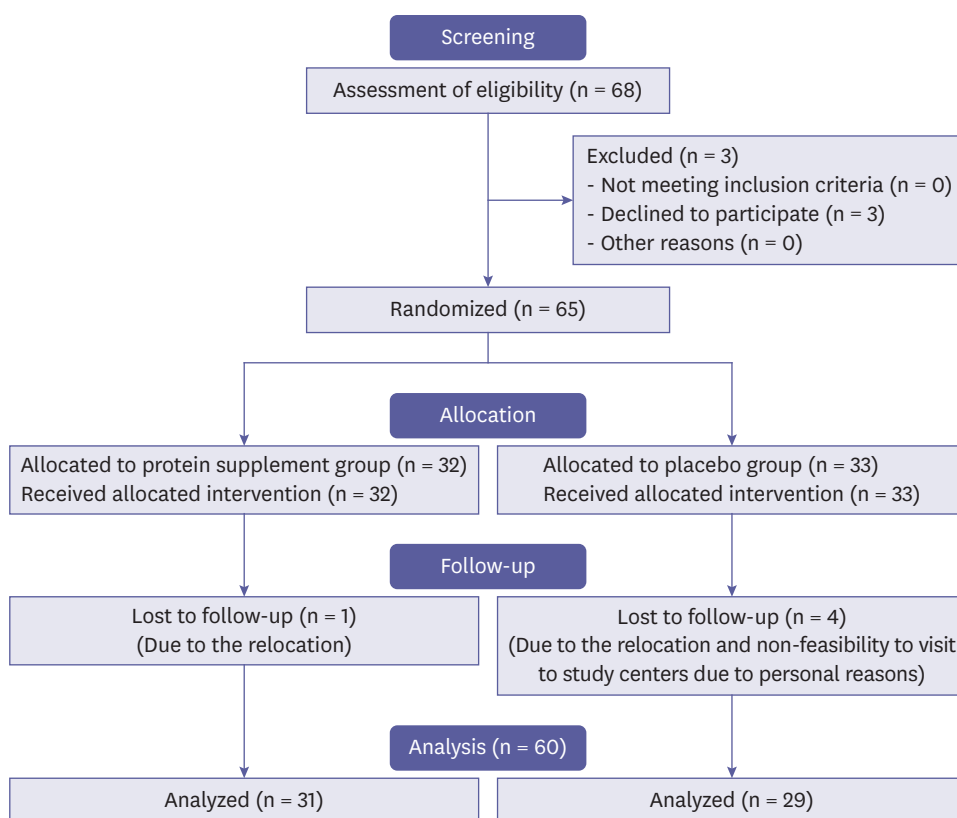 Screening
Assessment of eligibility (n = 68)
Excluded (n = 3)
- Not meeting inclusion criteria (n = 0)
- Declined to participate (n = 3)
- Other reasons (n = 0)
Randomized (n = 65)
Allocation
Allocated to protein supplement group (n = 32)
Received allocated intervention (n = 32)
Allocated to placebo group (n = 33)
Received allocated intervention (n = 33)
Follow-up
Lost to follow-up (n = 1)
(Due to the relocation)
Lost to follow-up (n = 4)
(Due to the relocation and non-feasibility to visit
to study centers due to personal reasons)
Analysis (n = 60)
Analyzed (n = 31)
Analyzed (n = 29)